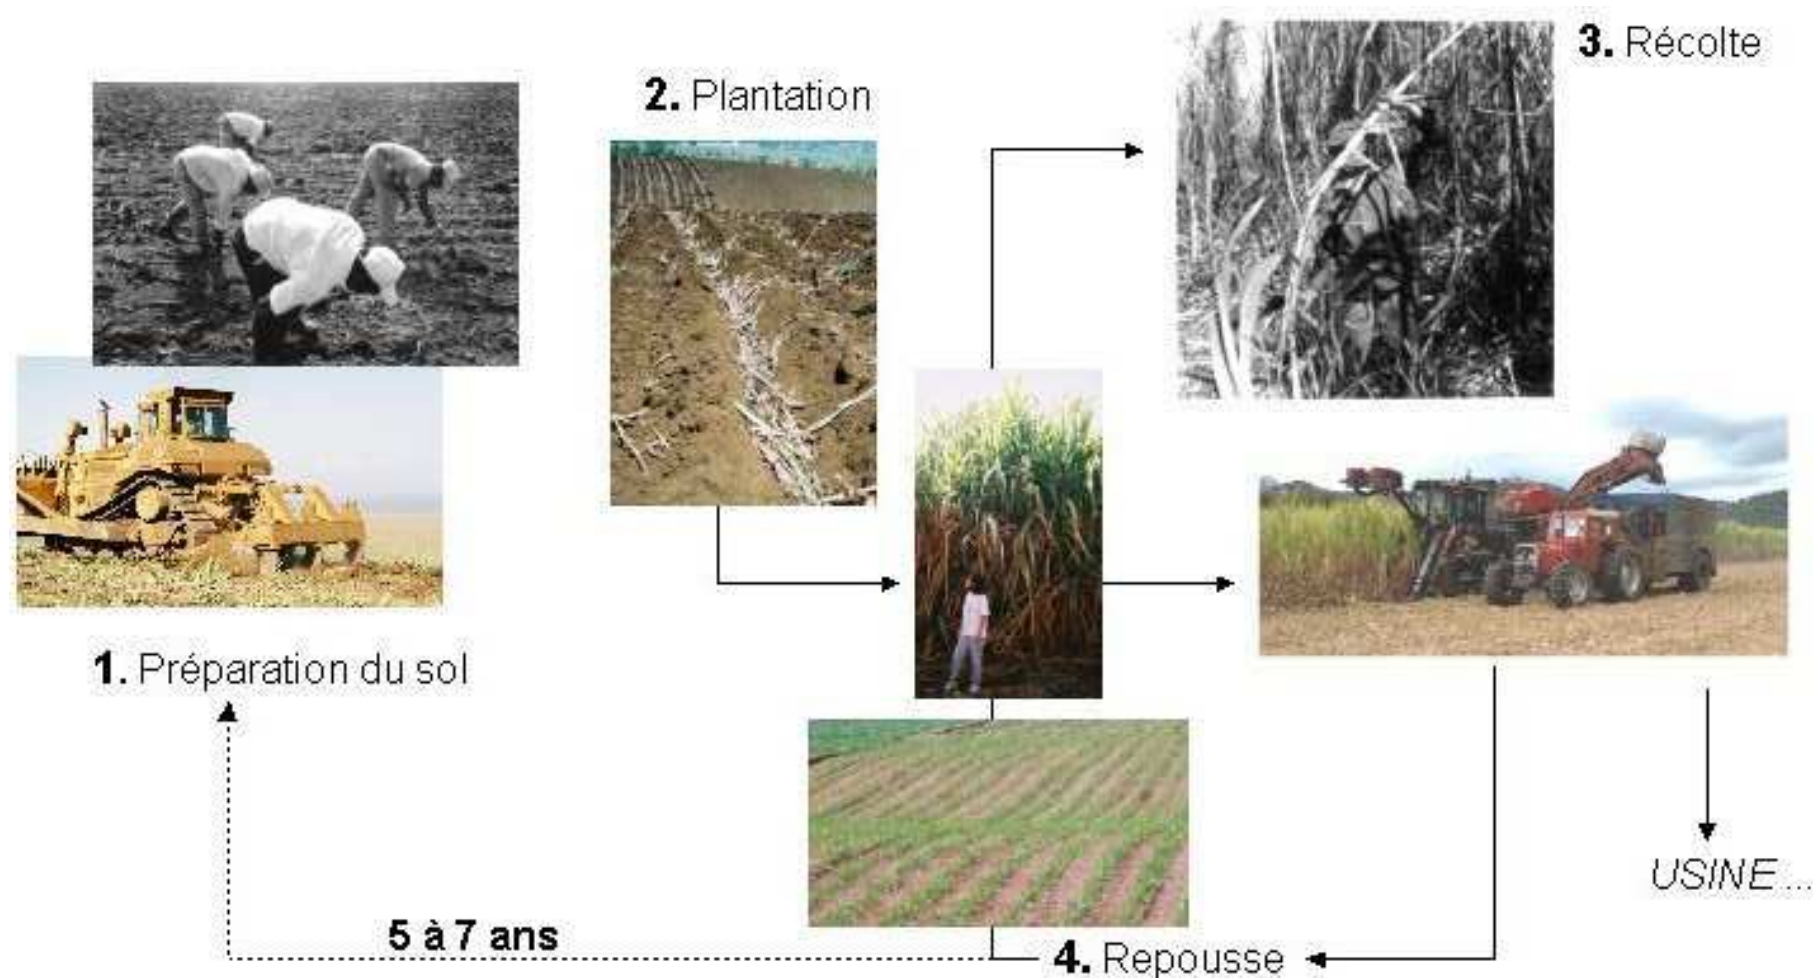 1. Préparation du sol
2. Plantation
3. Récolte
USINE ...
4. Repousse
5 à 7 ans